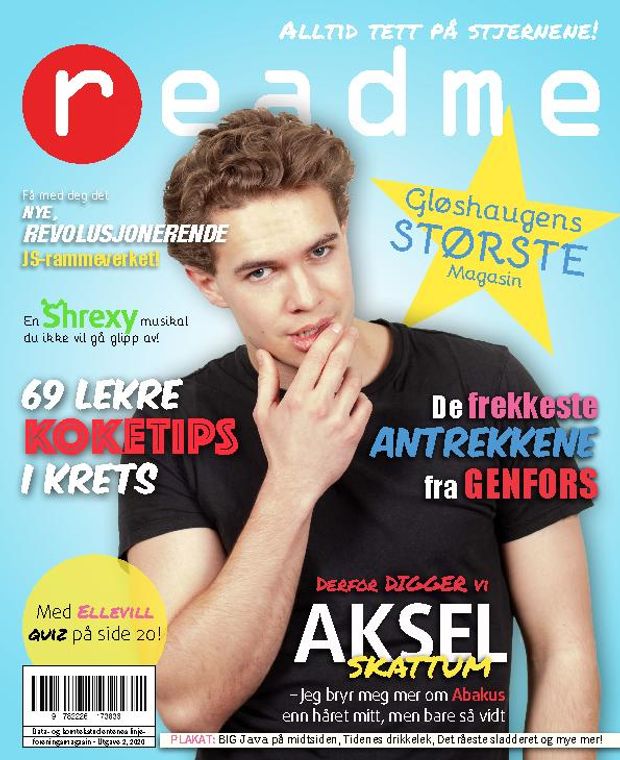 ALLTID TETT PÅ STJERNENE!
readme
Gløshaugens
STØRSTE
Magasin
Få med deg det
NYE,
REVOLUSJONERENDE
JS-rammeverket!
En Shrexy musikal
du ikke vil gå glipp av!
69 LEKRE
KOKETIPS
I KRETS
De frekkeste
ANTREKKENE
fra GENFORS
Med ELLEVILL
QUIZ på side 20!
DERFOR DIGGER VI
AKSEL
SKATTUM
–Jeg bryr meg mer om Abakus
enn håret mitt, men bare så vidt
9 782226 173838
Data- og komtekstudentenes linje-
foreningsmagasin - Utgave 2, 2020
PLAKAT: BIG Java på midtsiden, Tidenes drikkelek, Det råeste sladderet og mye mer!